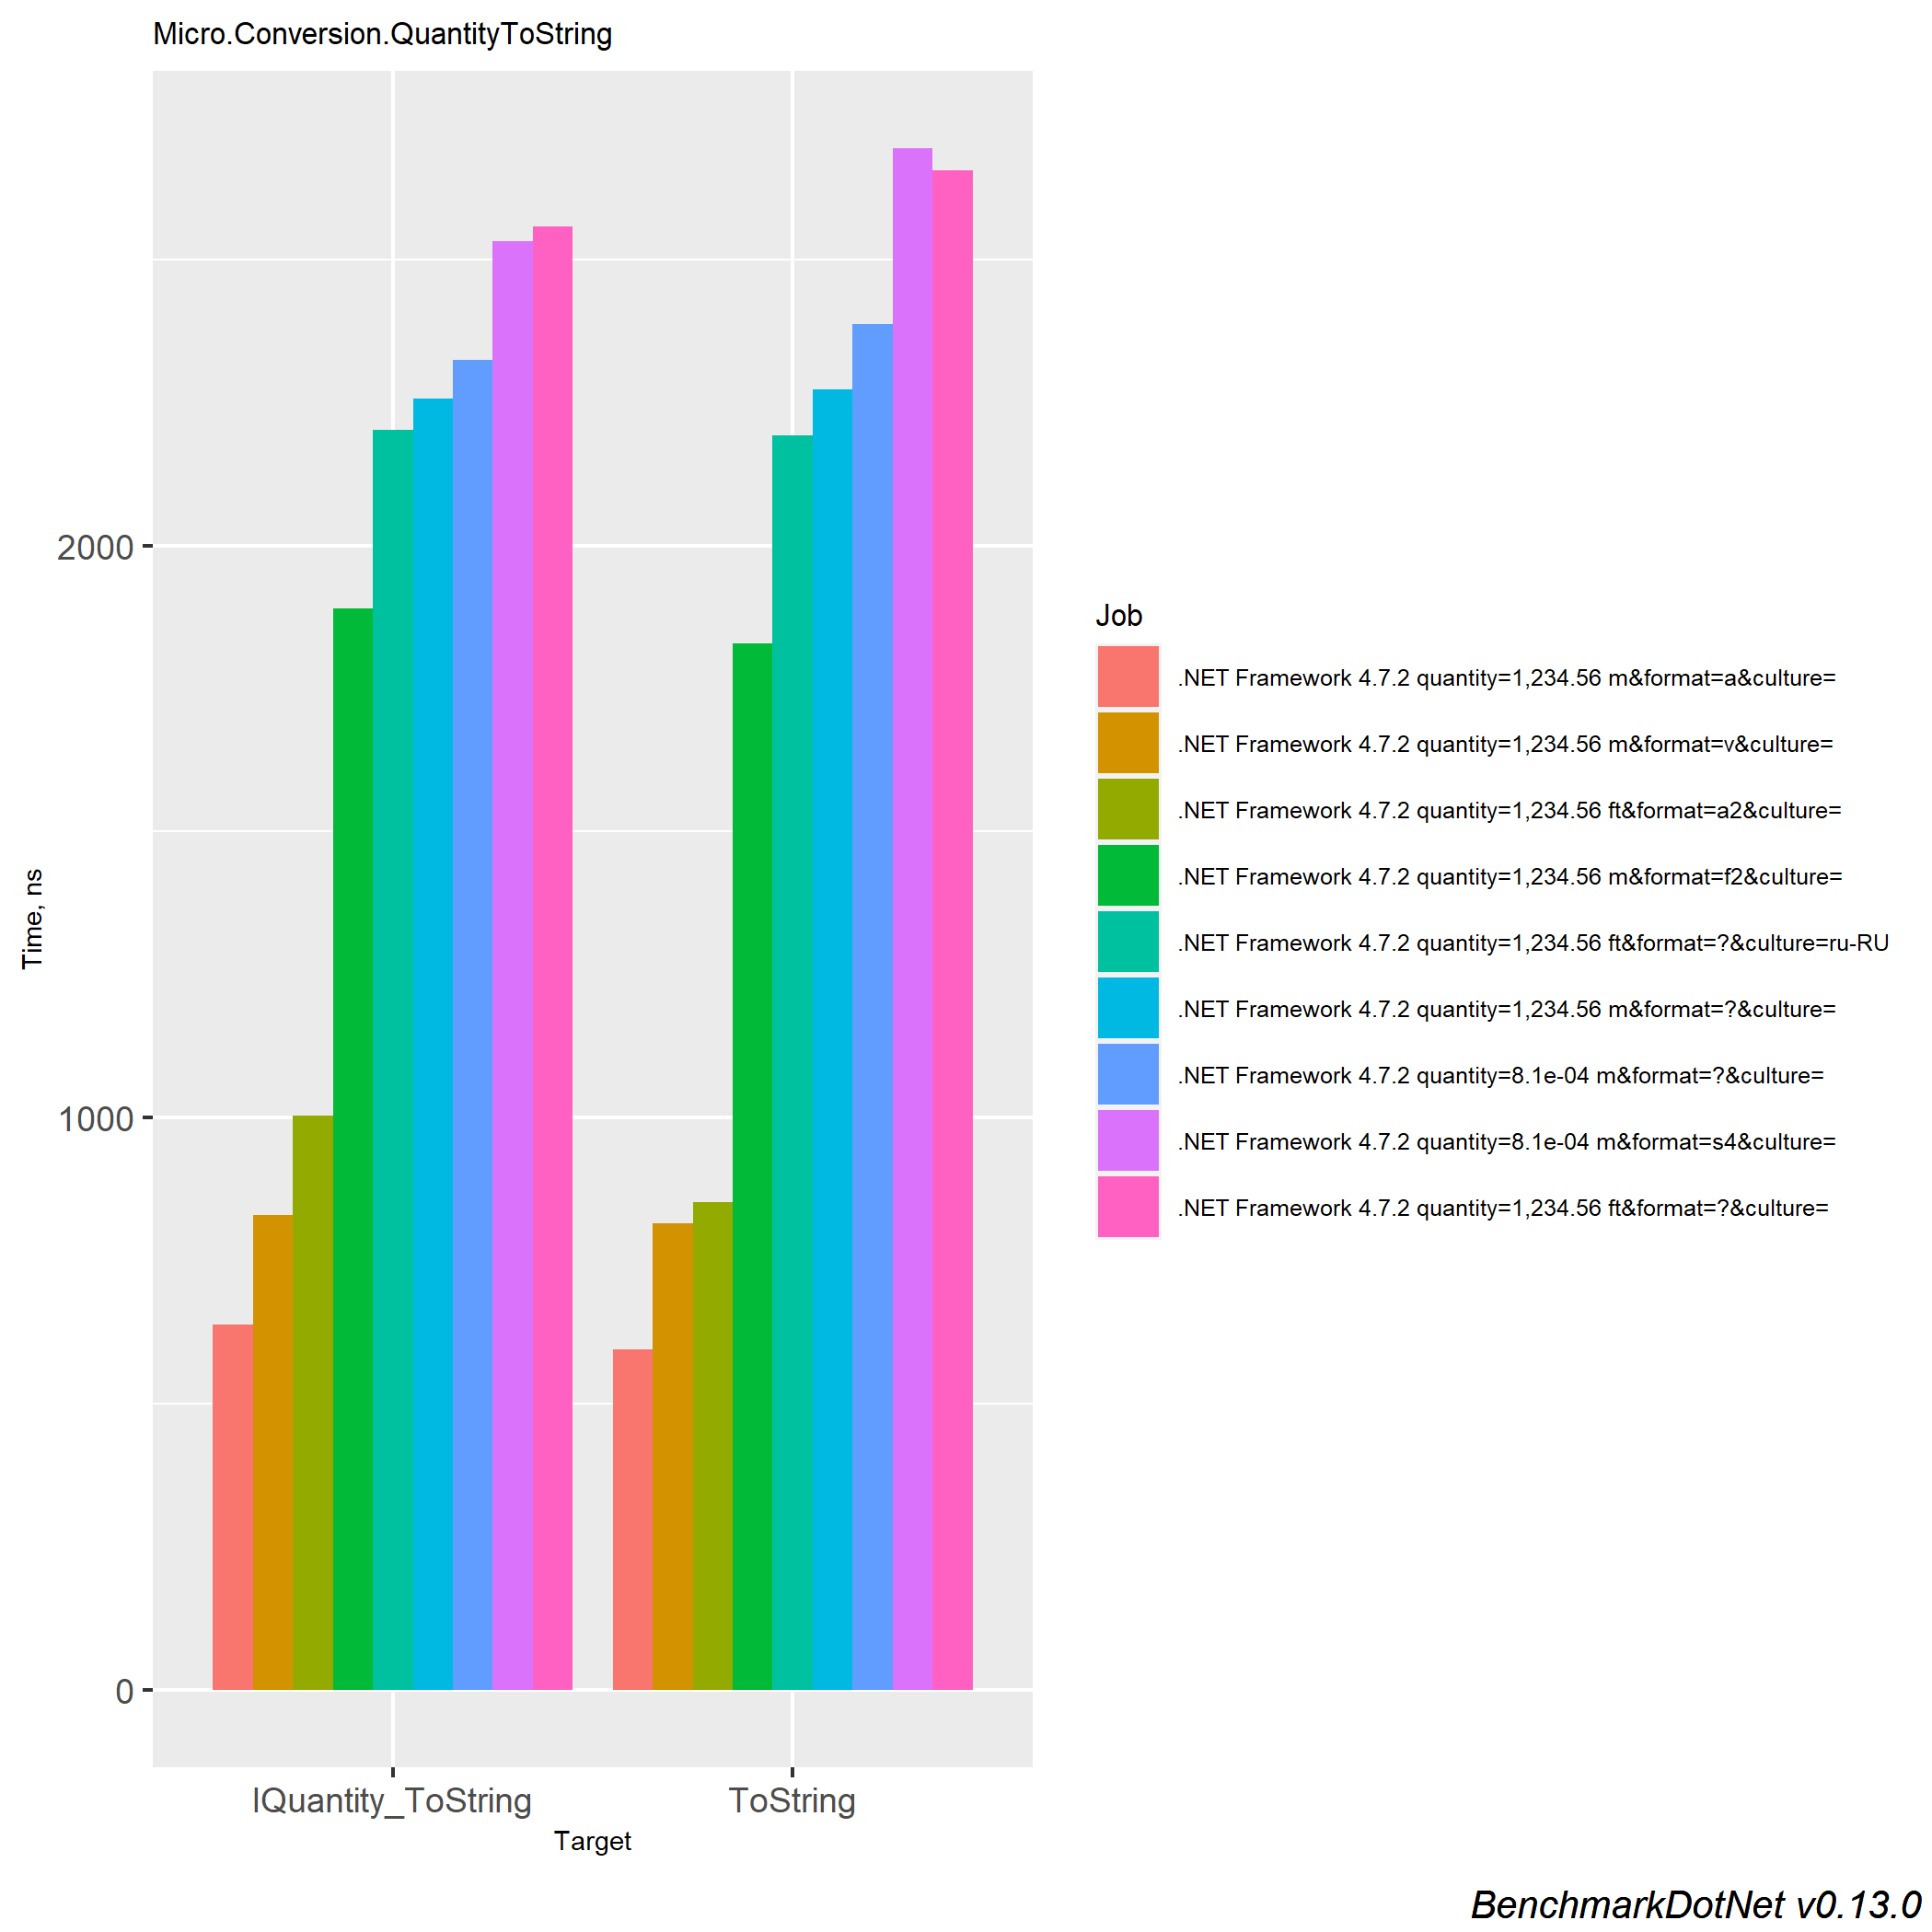 Micro.Conversion.QuantityToString
2000
1000
0
Time, ns
IQuantity_ToString
ToString
Target
Job
.NET Framework 4.7.2 quantity=1,234.56 m&format=a&culture=
.NET Framework 4.7.2 quantity=1,234.56 m&format=v&culture=
.NET Framework 4.7.2 quantity=1,234.56 ft&format=a2&culture=
.NET Framework 4.7.2 quantity=1,234.56 m&format=f2&culture=
.NET Framework 4.7.2 quantity=1,234.56 ft&format=?&culture=ru-RU
.NET Framework 4.7.2 quantity=1,234.56 m&format=?&culture=
.NET Framework 4.7.2 quantity=8.1e-04 m&format=?&culture=
.NET Framework 4.7.2 quantity=8.1e-04 m&format=s4&culture=
.NET Framework 4.7.2 quantity=1,234.56 ft&format=?&culture=
BenchmarkDotNet v0.13.0